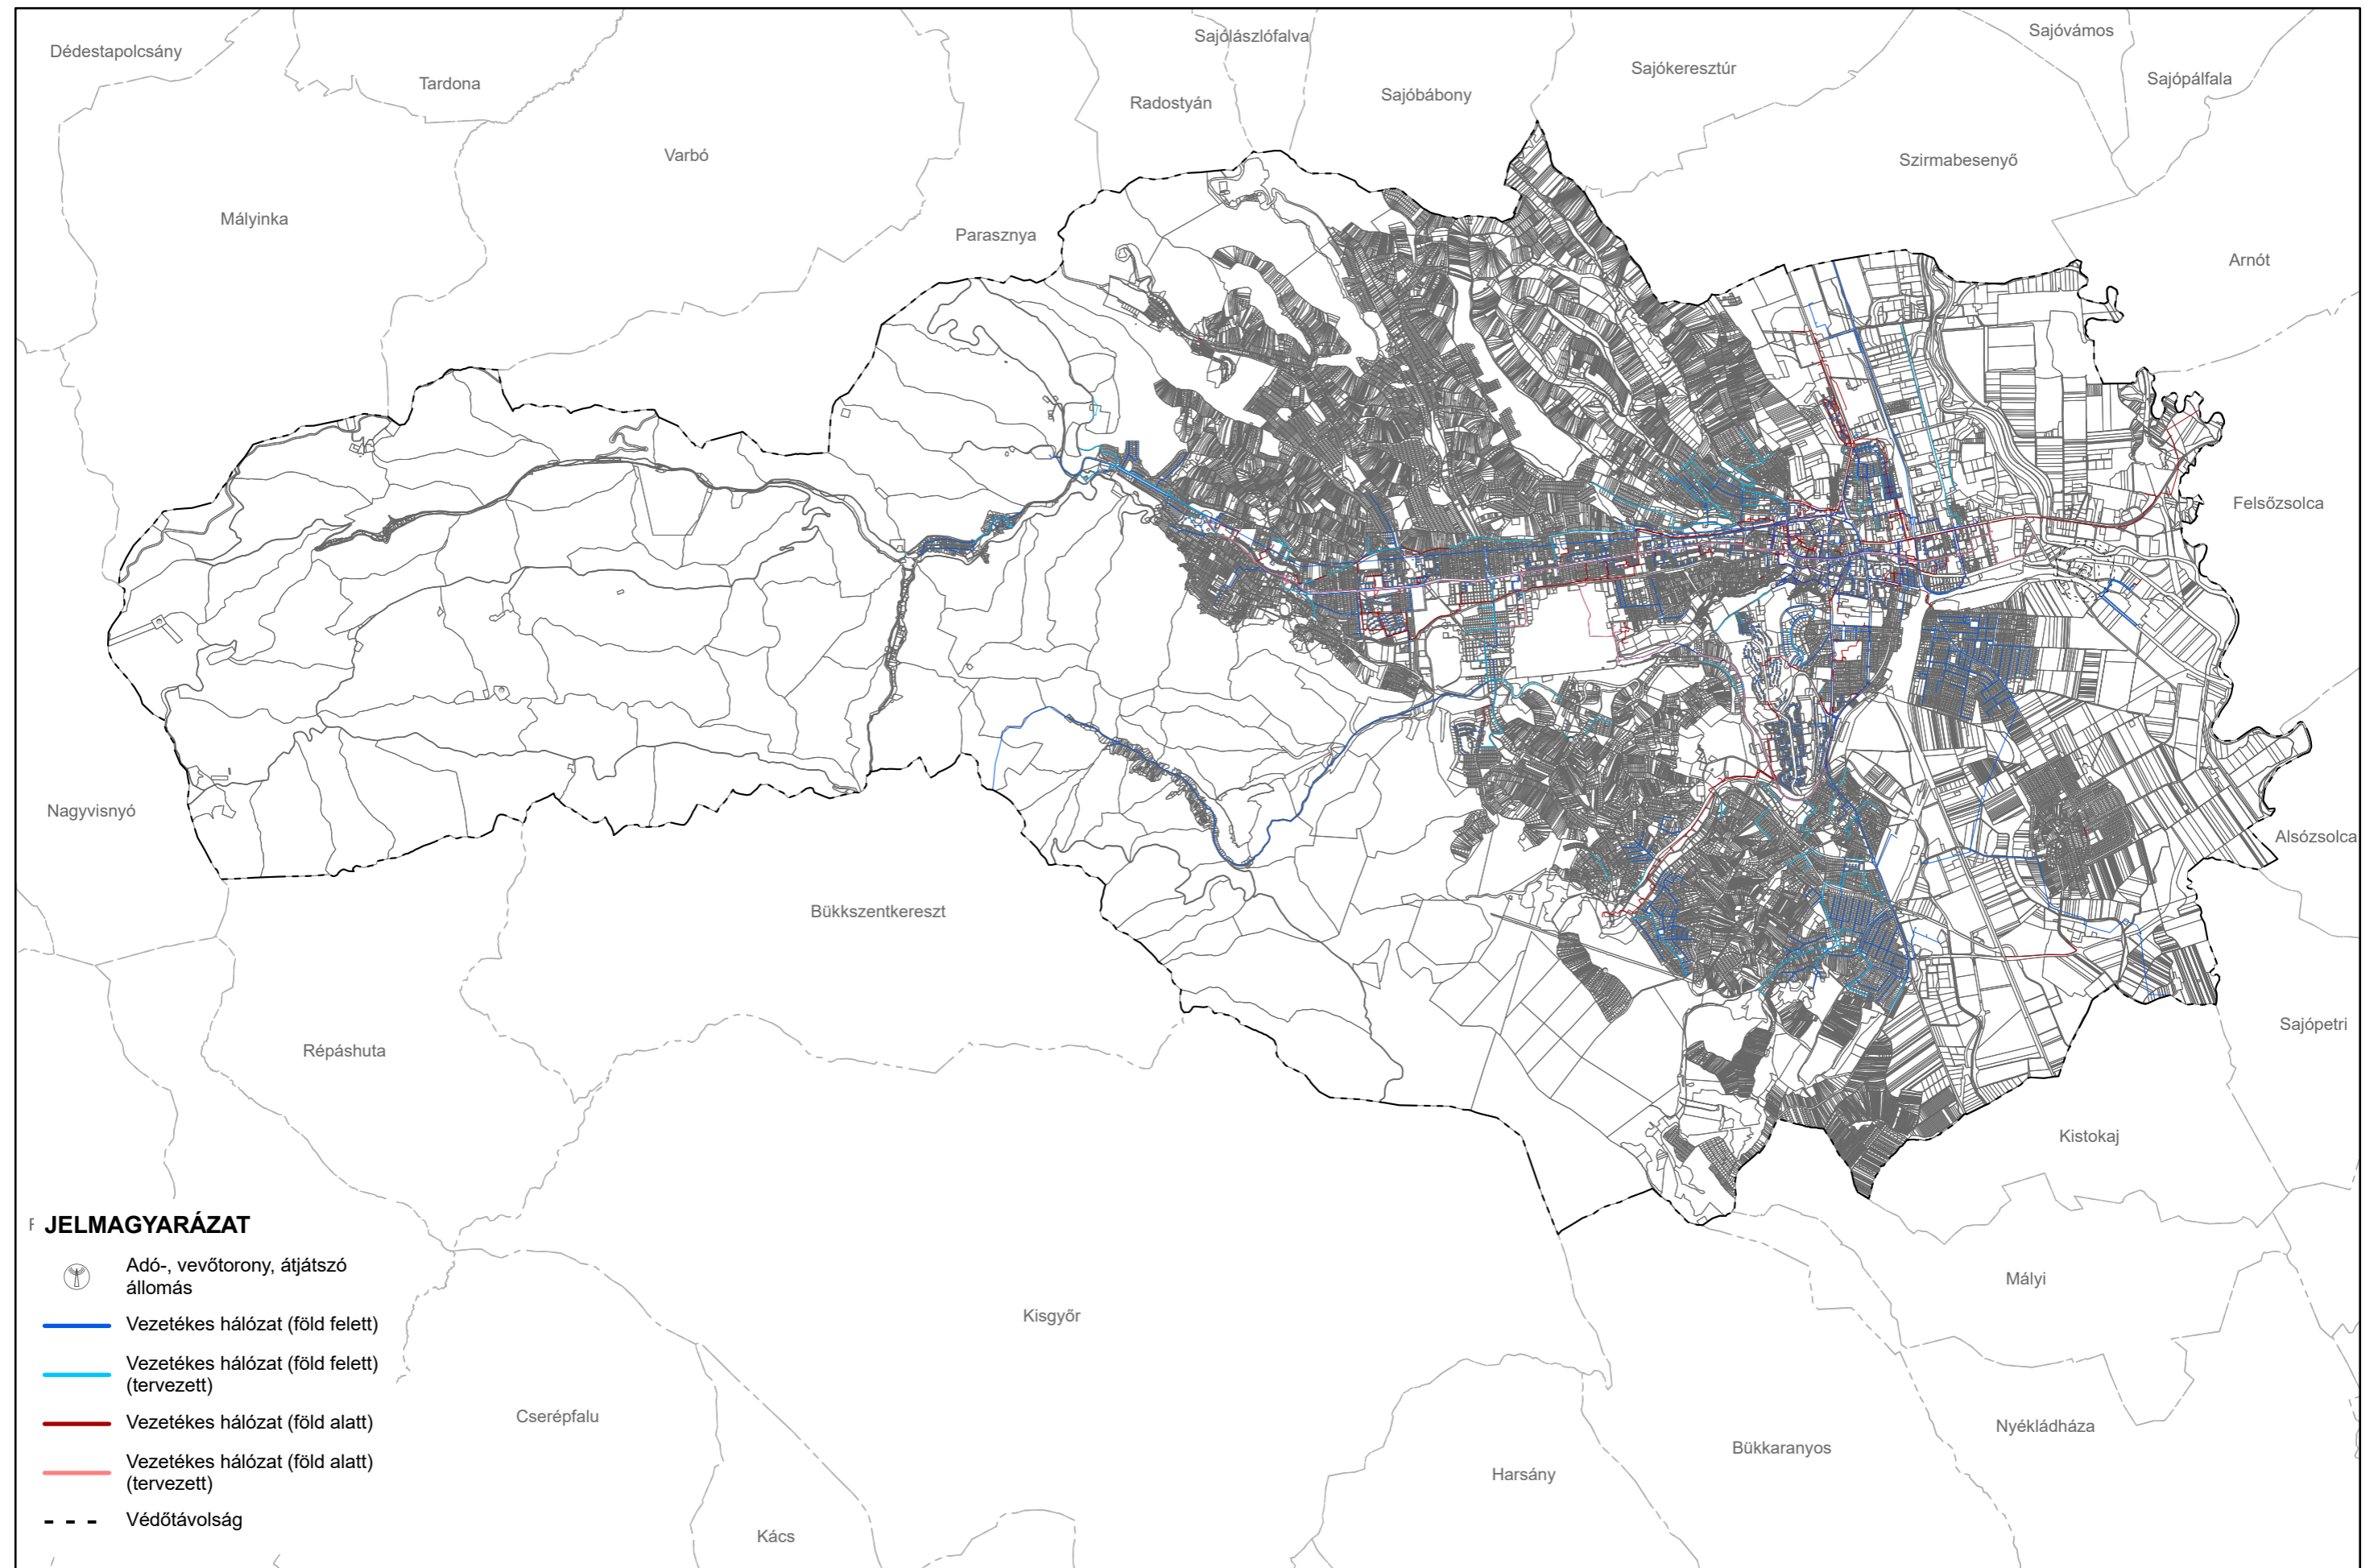 Dédestapolcsány
Tardona
Sajólászlófalva
Sajóvámos
Sajókeresztúr
Sajópálfala
Radostyán
Sajóbábony
Varbó
Szirmabesenyő
Mályinka
Parasznya
Arnót
Felsőzsolca
Nagyvisnyó
Alsózsolca
Bükkszentkereszt
Sajópetri
Répáshuta
Kistokaj
Mályi
Kisgyőr
Cserépfalu
Nyékládháza
Bükkaranyos
Harsány
Kács
JELMAGYARÁZAT
Adó-, vevőtorony, átjátszó
állomás
Vezetékes hálózat (föld felett)
Vezetékes hálózat (föld felett)
(tervezett)
Vezetékes hálózat (föld alatt)
Vezetékes hálózat (föld alatt)
(tervezett)
Védőtávolság